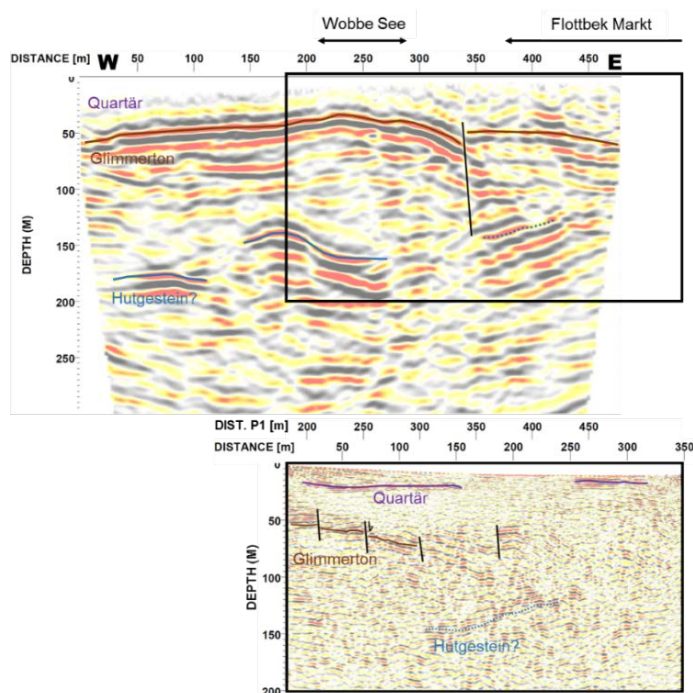 Wobbe See Flottbek Markt
DISTANCE [m] W 50 100 150 200 250 300 350 400 450 E
0
Quartär
50
Glimmerton
100
DEPTH (M)
150
Hutgestein?
200
250
DIST. P1 [m] 200 250 300 350 400 450
DISTANCE [m] 50 100 150 200 250 300 350
0
Quartär
50
Glimmerton
100
DEPTH (M)
150
Hutgestein?
200